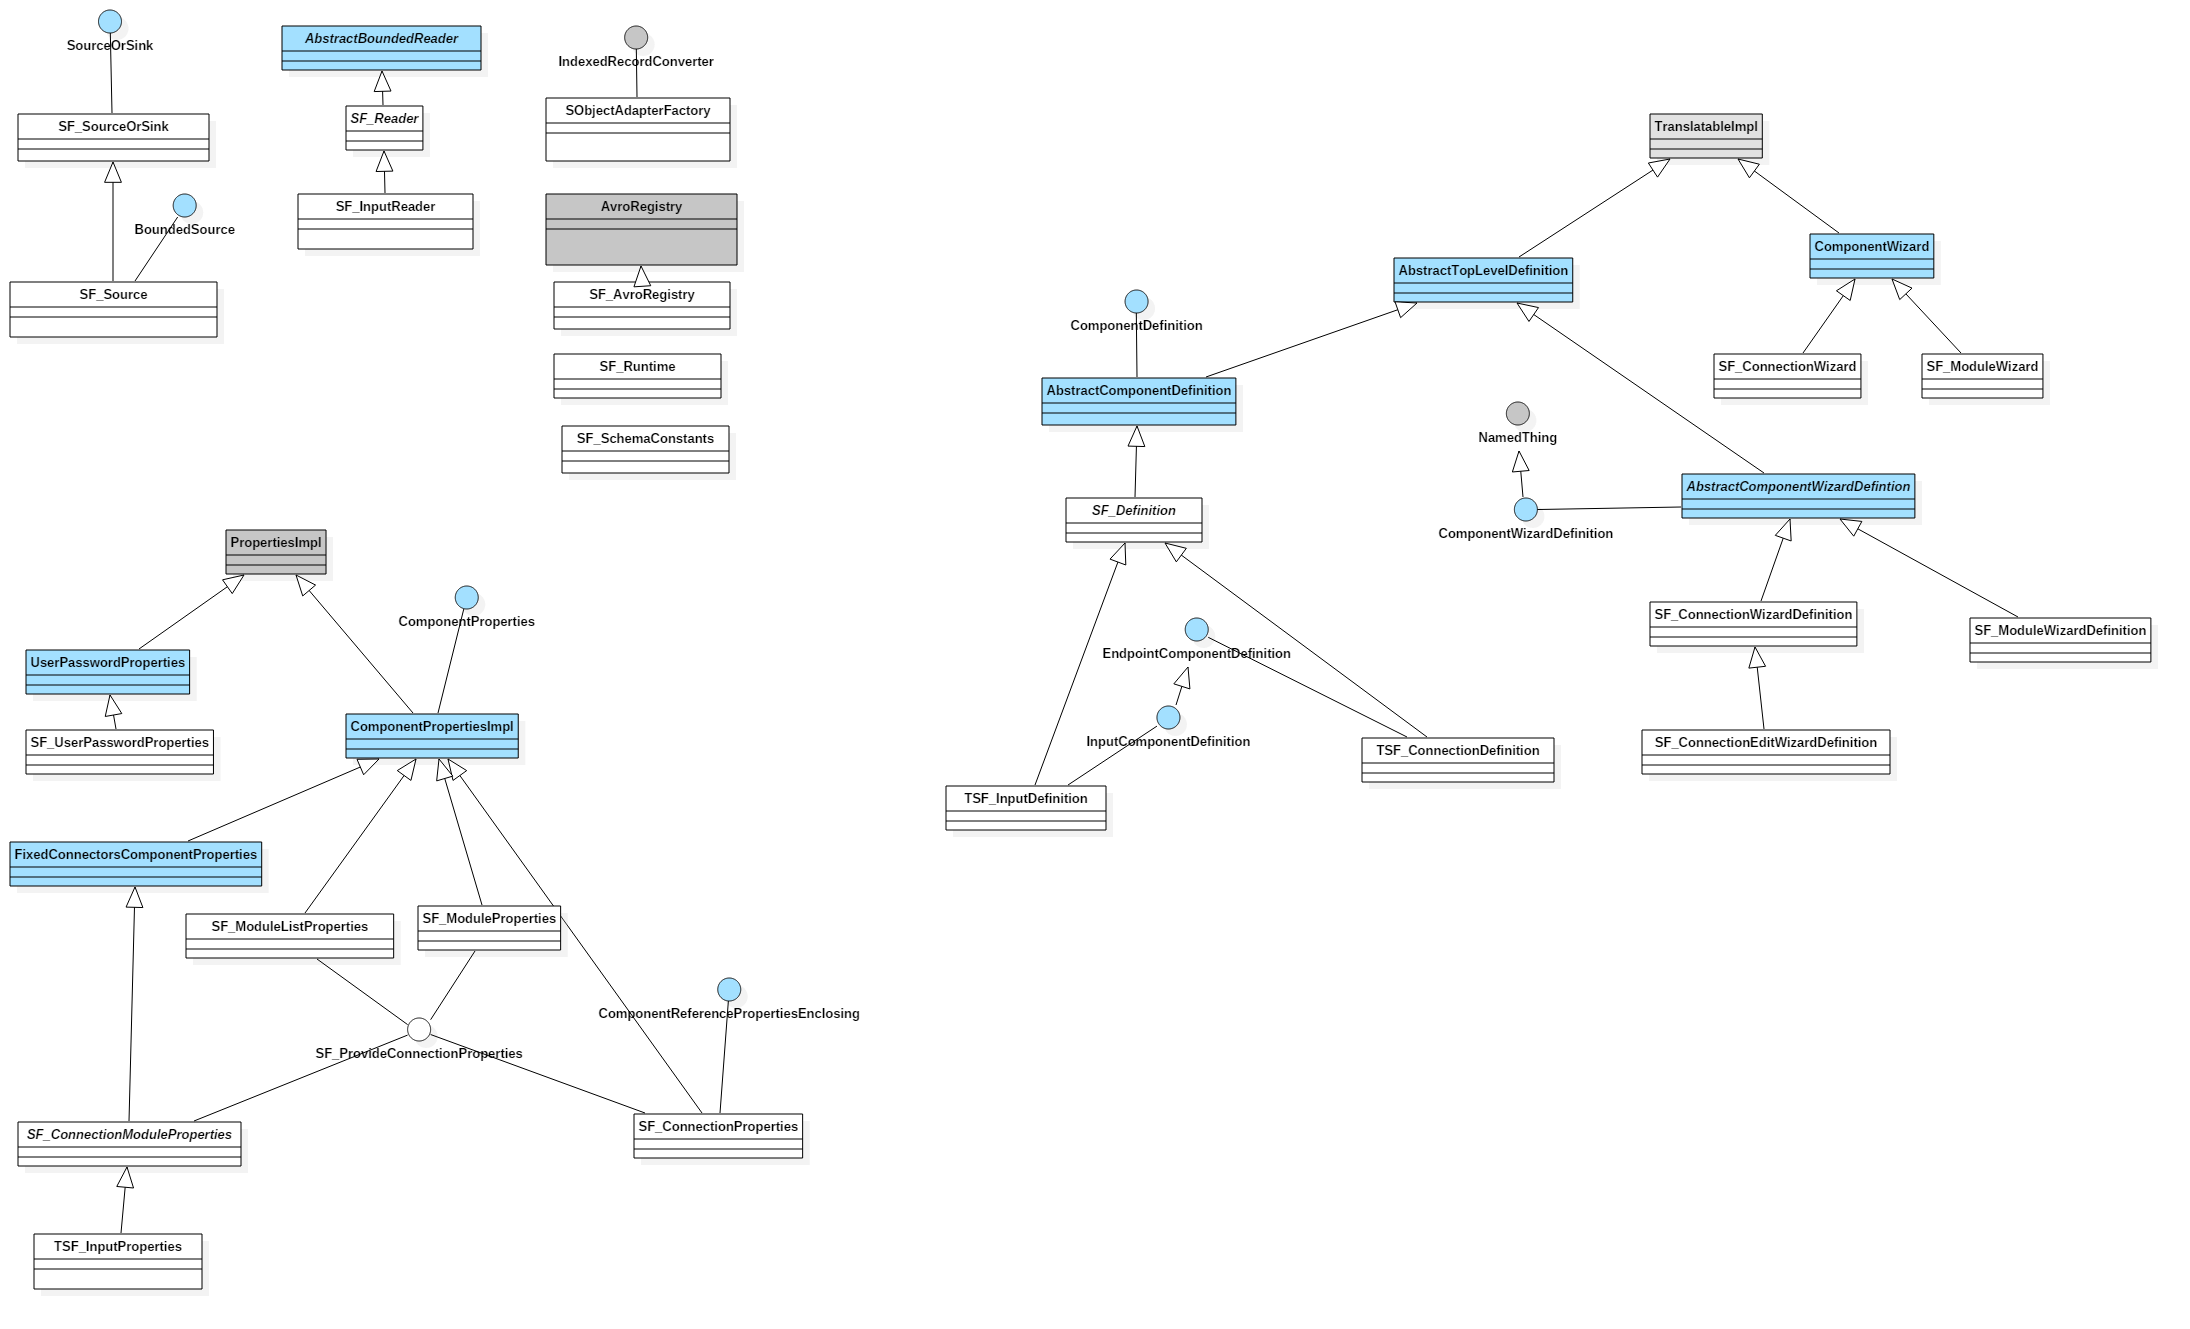 SourceOrSink
AbstractBoundedReader
IndexedRecordConverter
SF_SourceOrSink
SF_Reader
SObjectAdapterFactory
BoundedSource
SF_InputReader
AvroRegistry
SF_Source
SF_AvroRegistry
SF_Runtime
SF_SchemaConstants
TranslatableImpl
ComponentWizard
AbstractTopLevelDefinition
ComponentDefinition
SF_ConnectionWizard
SF_ModuleWizard
AbstractComponentDefinition
NamedThing
AbstractComponentWizardDefintion
SF_Definition
ComponentWizardDefinition
SF_ConnectionWizardDefinition
SF_ModuleWizardDefinition
EndpointComponentDefinition
InputComponentDefinition
TSF_ConnectionDefinition
SF_ConnectionEditWizardDefinition
TSF_InputDefinition
PropertiesImpl
ComponentProperties
UserPasswordProperties
ComponentPropertiesImpl
SF_UserPasswordProperties
FixedConnectorsComponentProperties
SF_ModuleListProperties
SF_ModuleProperties
ComponentReferencePropertiesEnclosing
SF_ProvideConnectionProperties
SF_ConnectionModuleProperties
SF_ConnectionProperties
TSF_InputProperties